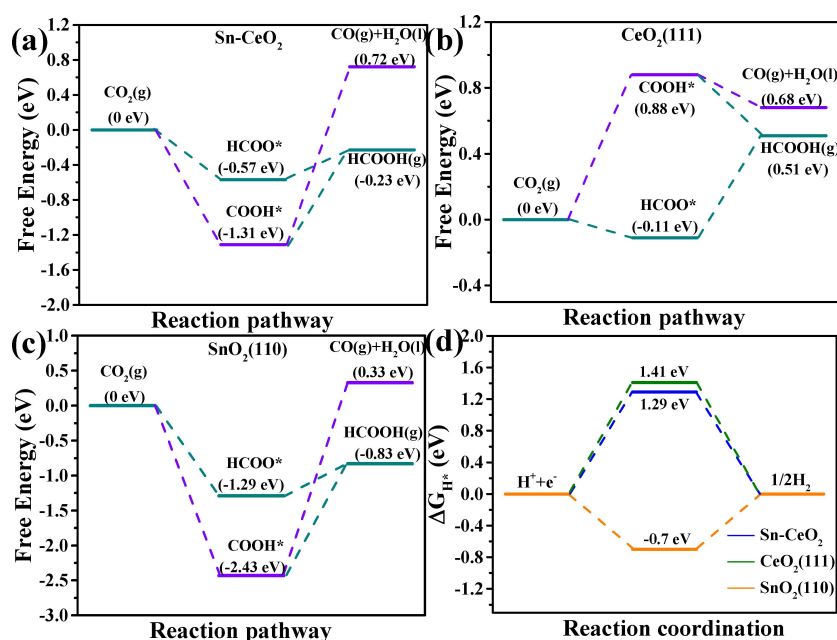 (a)
Sn-CeO₂
1.2
0.8
0.4
0.0
-0.4
-0.8
-1.2
-1.6
-2.0
Free Energy (eV)
CO₂(g)
(0 eV)
HCOO*
(-0.57 eV)
COOH*
(-1.31 eV)
CO(g)+H₂O(l)
(0.72 eV)
HCOOH(g)
(-0.23 eV)
Reaction pathway
(b)
CeO₂(111)
1.2
0.8
0.4
0.0
-0.4
Free Energy (eV)
CO₂(g)
(0 eV)
COOH*
(0.88 eV)
HCOO*
(-0.11 eV)
CO(g)+H₂O(l)
(0.68 eV)
HCOOH(g)
(0.51 eV)
Reaction pathway
(c)
SnO₂(110)
1.0
0.5
0.0
-0.5
-1.0
-1.5
-2.0
-2.5
-3.0
Free Energy (eV)
CO₂(g)
(0 eV)
HCOO*
(-1.29 eV)
COOH*
(-2.43 eV)
CO(g)+H₂O(l)
(0.33 eV)
HCOOH(g)
(-0.83 eV)
Reaction pathway
(d)
2.0
1.6
1.2
0.8
0.4
0.0
-0.4
-0.8
-1.2
ΔG_H* (eV)
H⁺+e⁻
1.41 eV
1.29 eV
-0.7 eV
1/2H₂
Sn-CeO₂
CeO₂(111)
SnO₂(110)
Reaction coordination